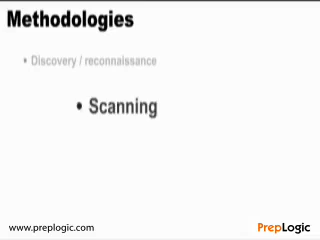 Methodologies
• Discovery / reconnaissance
• Scanning
www.preplogic.com
PrepLogic